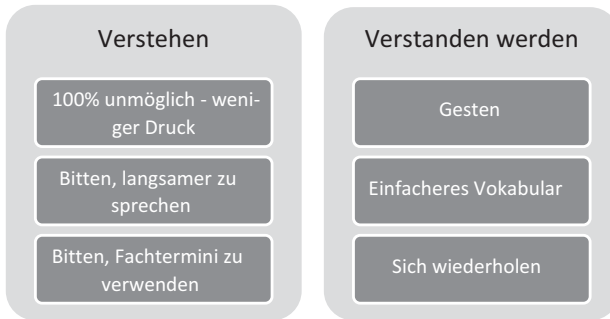 Verstehen
100% unmöglich - weni-
ger Druck
Bitten, langsamer zu
sprechen
Bitten, Fachtermini zu
verwenden
Verstanden werden
Gesten
Einfacheres Vokabular
Sich wiederholen